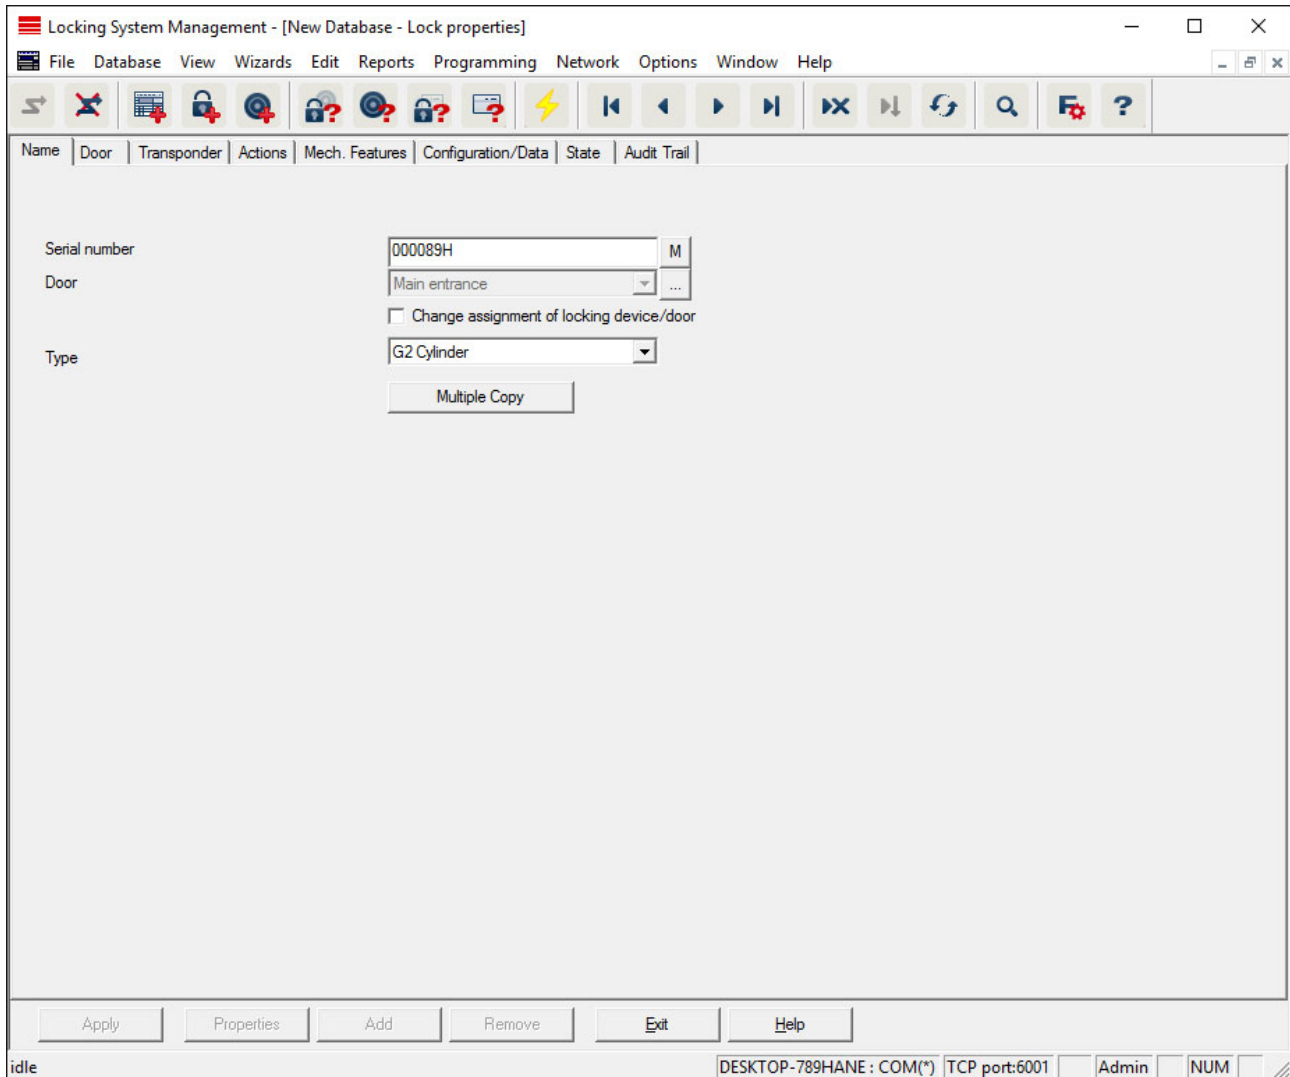 Locking System Management - [New Database - Lock properties]
File Database View Wizards Edit Reports Programming Network Options Window Help
Name Door Transponder Actions Mech. Features Configuration/Data State Audit Trail
Serial number 000089H M
Door Main entrance ...
Change assignment of locking device/door
Type G2 Cylinder
Multiple Copy
Apply Properties Add Remove Exit Help
idle DESKTOP-789HANE : COM(*) TCP port:6001 Admin NUM